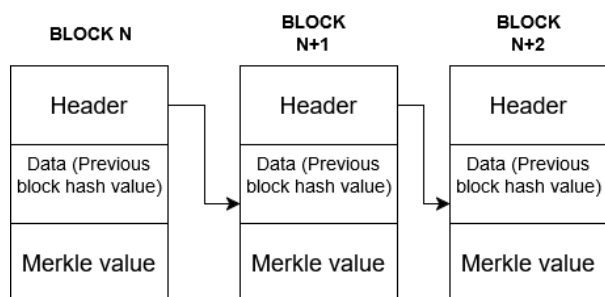 BLOCK N
BLOCK
N+1
BLOCK
N+2
Header
Header
Header
Data (Previous
block hash value)
Data (Previous
block hash value)
Data (Previous
block hash value)
Merkle value
Merkle value
Merkle value